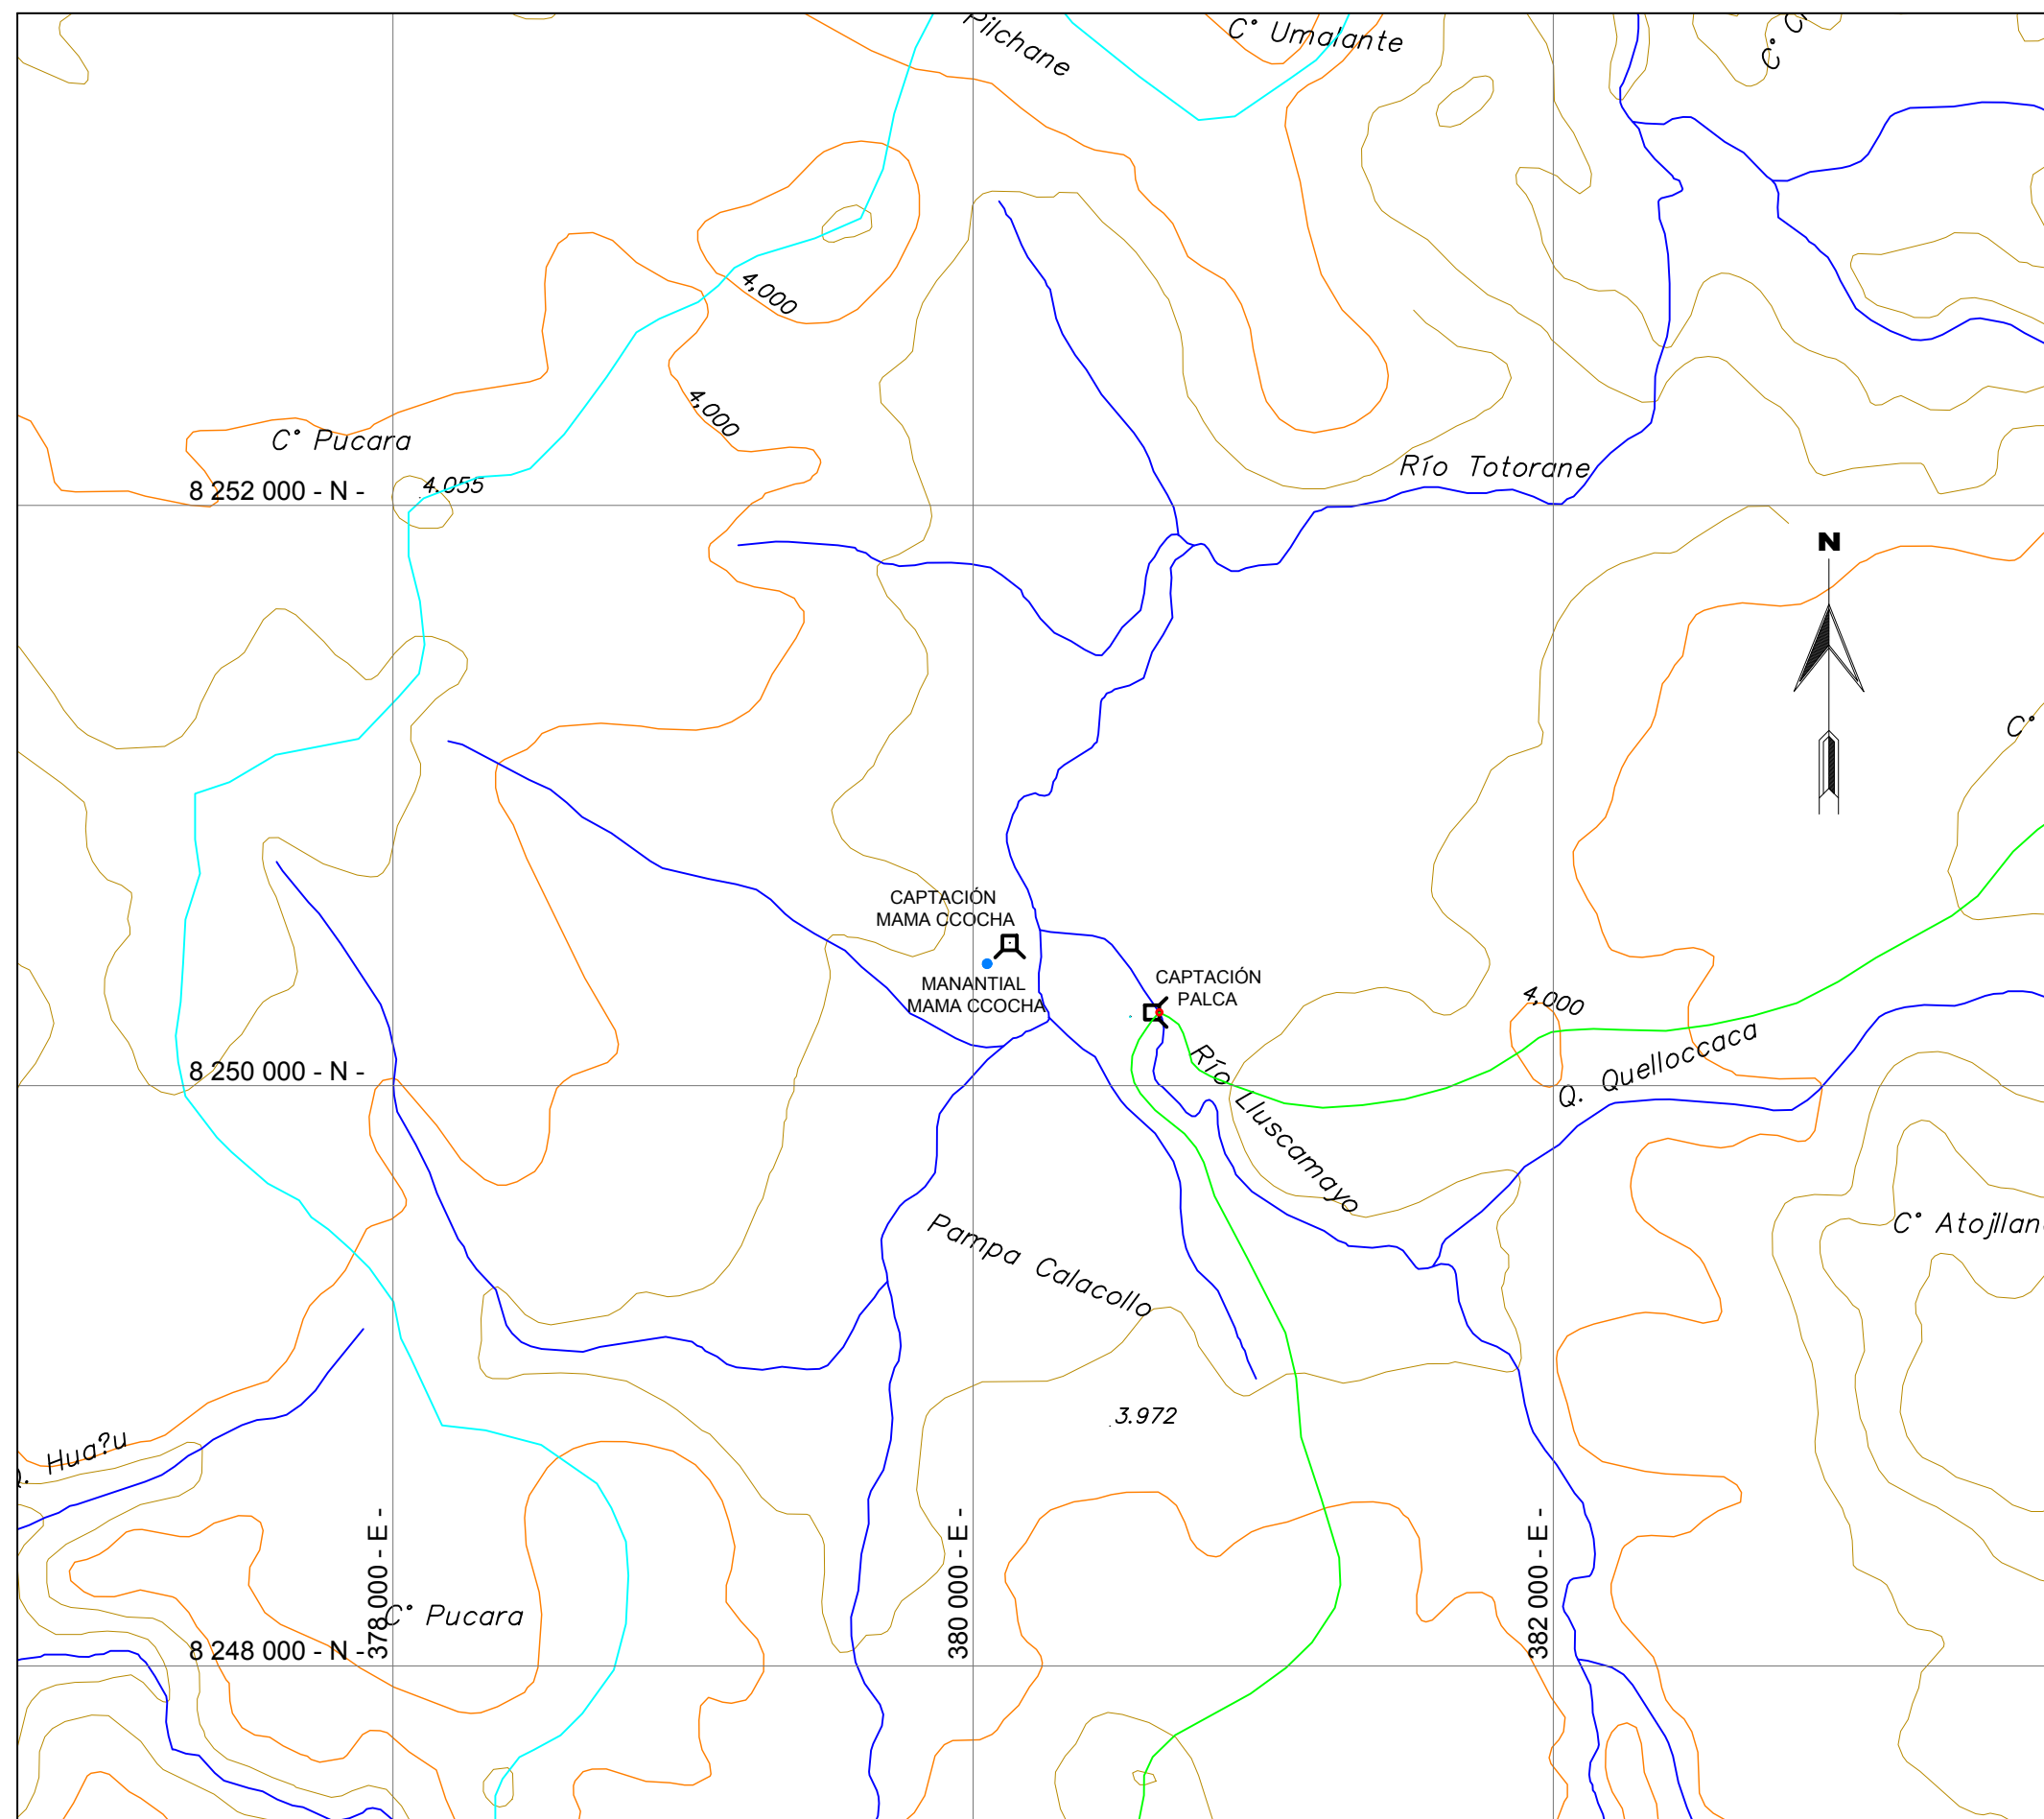 Pilchane
C° Umalante
C° C
4,000
4,000
C° Pucara
4.055
Río Totorane
8 252 000 - N -
N
C°
CAPTACIÓN
MAMA CCOCHA
MANANTIAL
MAMA CCOCHA
CAPTACIÓN
PALCA
4,000
8 250 000 - N -
Río Lluscamayo
Q. Quelloccaca
Pampa Calacollo
C° Atojllan
3.972
Q. Hua?u
378 000 - E -
380 000 - E -
382 000 - E -
C° Pucara
8 248 000 - N -